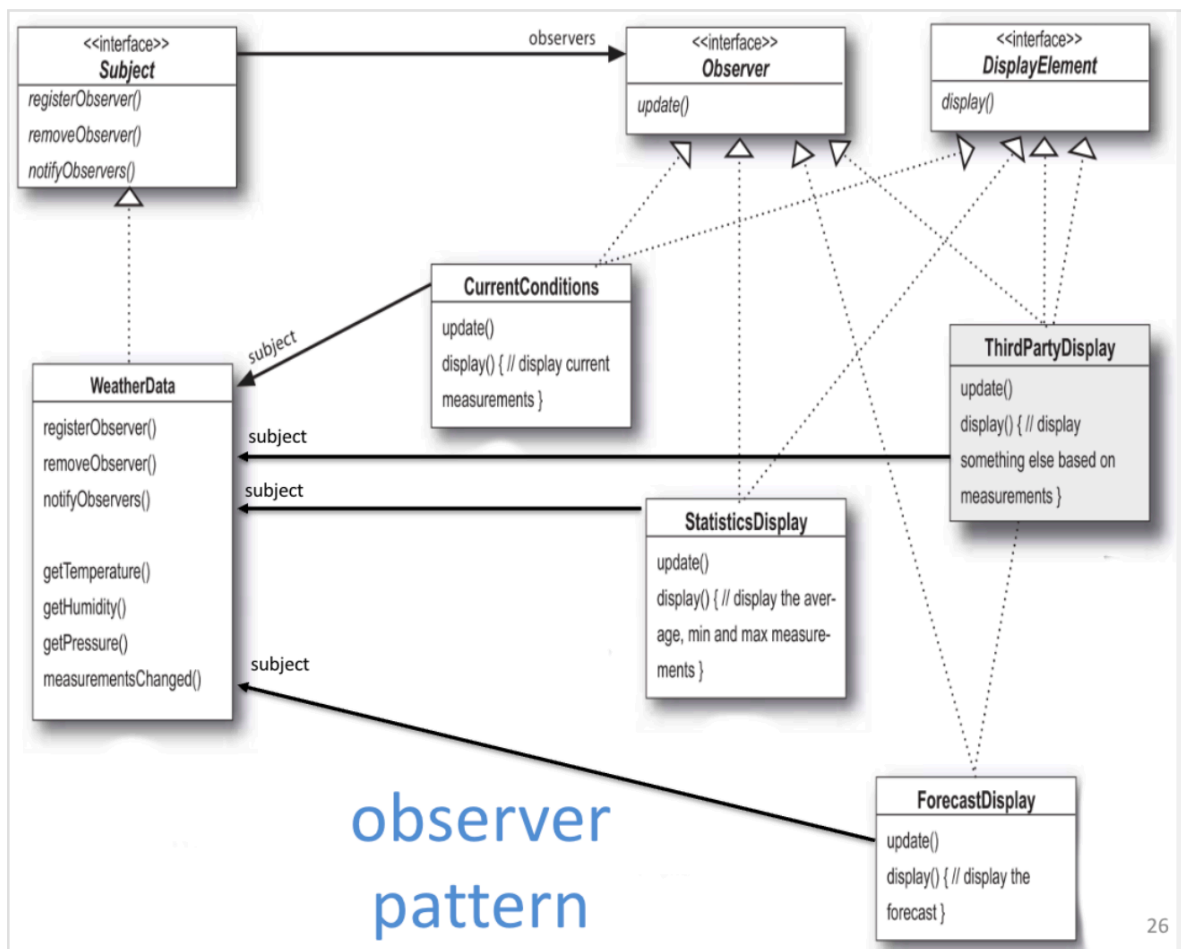 <<interface>>
Subject
registerObserver()
removeObserver()
notifyObservers()
observers
<<interface>>
Observer
update()
<<interface>>
DisplayElement
display()
CurrentConditions
update()
display() { // display current
measurements }
subject
WeatherData
registerObserver()
removeObserver()
notifyObservers()
getTemperature()
getHumidity()
getPressure()
measurementsChanged()
subject
subject
subject
ThirdPartyDisplay
update()
display() { // display
something else based on
measurements }
StatisticsDisplay
update()
display() { // display the aver-
age, min and max measure-
ments }
ForecastDisplay
update()
display() { // display the
forecast }
observer
pattern
26